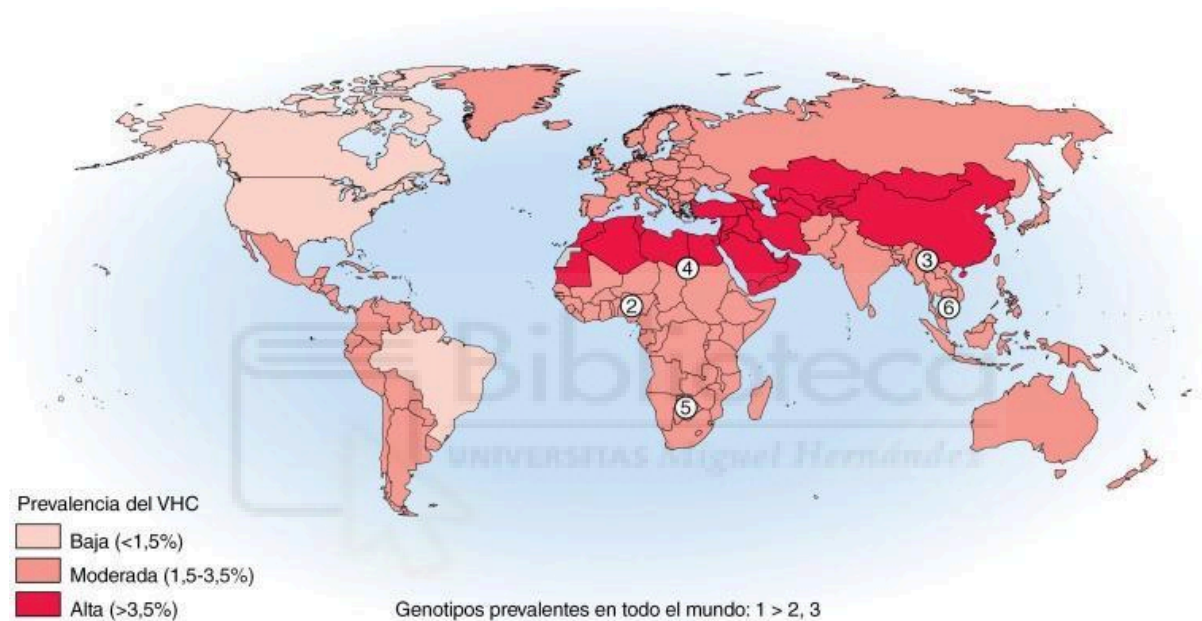 4
3
2
6
Biblioteca
5
UNIVERSITAS Miguel Hernández
Prevalencia del VHC
Baja (<1,5%)
Moderada (1,5-3,5%)
Alta (>3,5%)
Genotipos prevalentes en todo el mundo: 1 > 2, 3